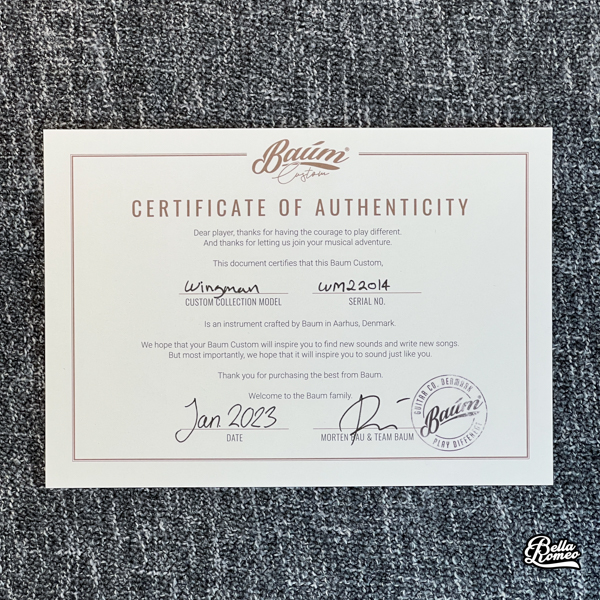 Baum®
Custom
CERTIFICATE OF AUTHENTICITY
Dear player, thanks for having the courage to play different.
And thanks for letting us join your musical adventure.
This document certifies that this Baum Custom,
Wingman WM22014
CUSTOM COLLECTION MODEL SERIAL NO.
Is an instrument crafted by Baum in Aarhus, Denmark.
We hope that your Baum Custom will inspire you to find new sounds and write new songs.
But most importantly, we hope that it will inspire you to sound just like you.
Thank you for purchasing the best from Baum.
Welcome to the Baum family.
Jan 2023
DATE MORTEN BAU & TEAM BAUM
GUITAR CO. DENMARK
Baum
PLAY DIFFERENT
Bella
Romeo